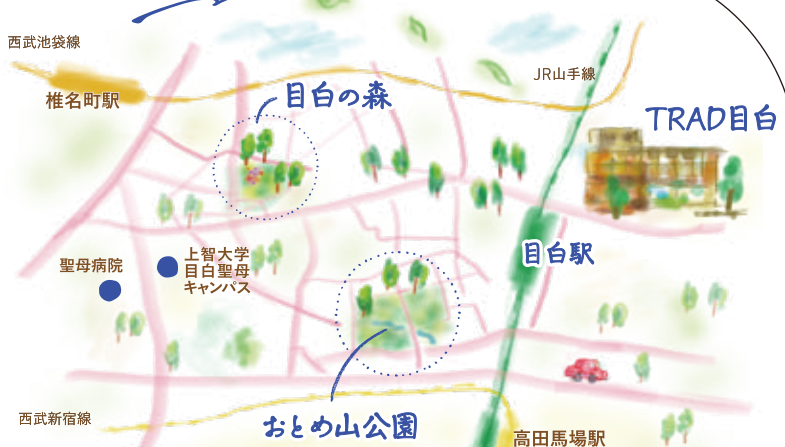 西武池袋線
椎名町駅
目白の森
JR山手線
TRAD目白
目白駅
聖母病院
上智大学
目白聖母
キャンパス
おとめ山公園
西武新宿線
高田馬場駅